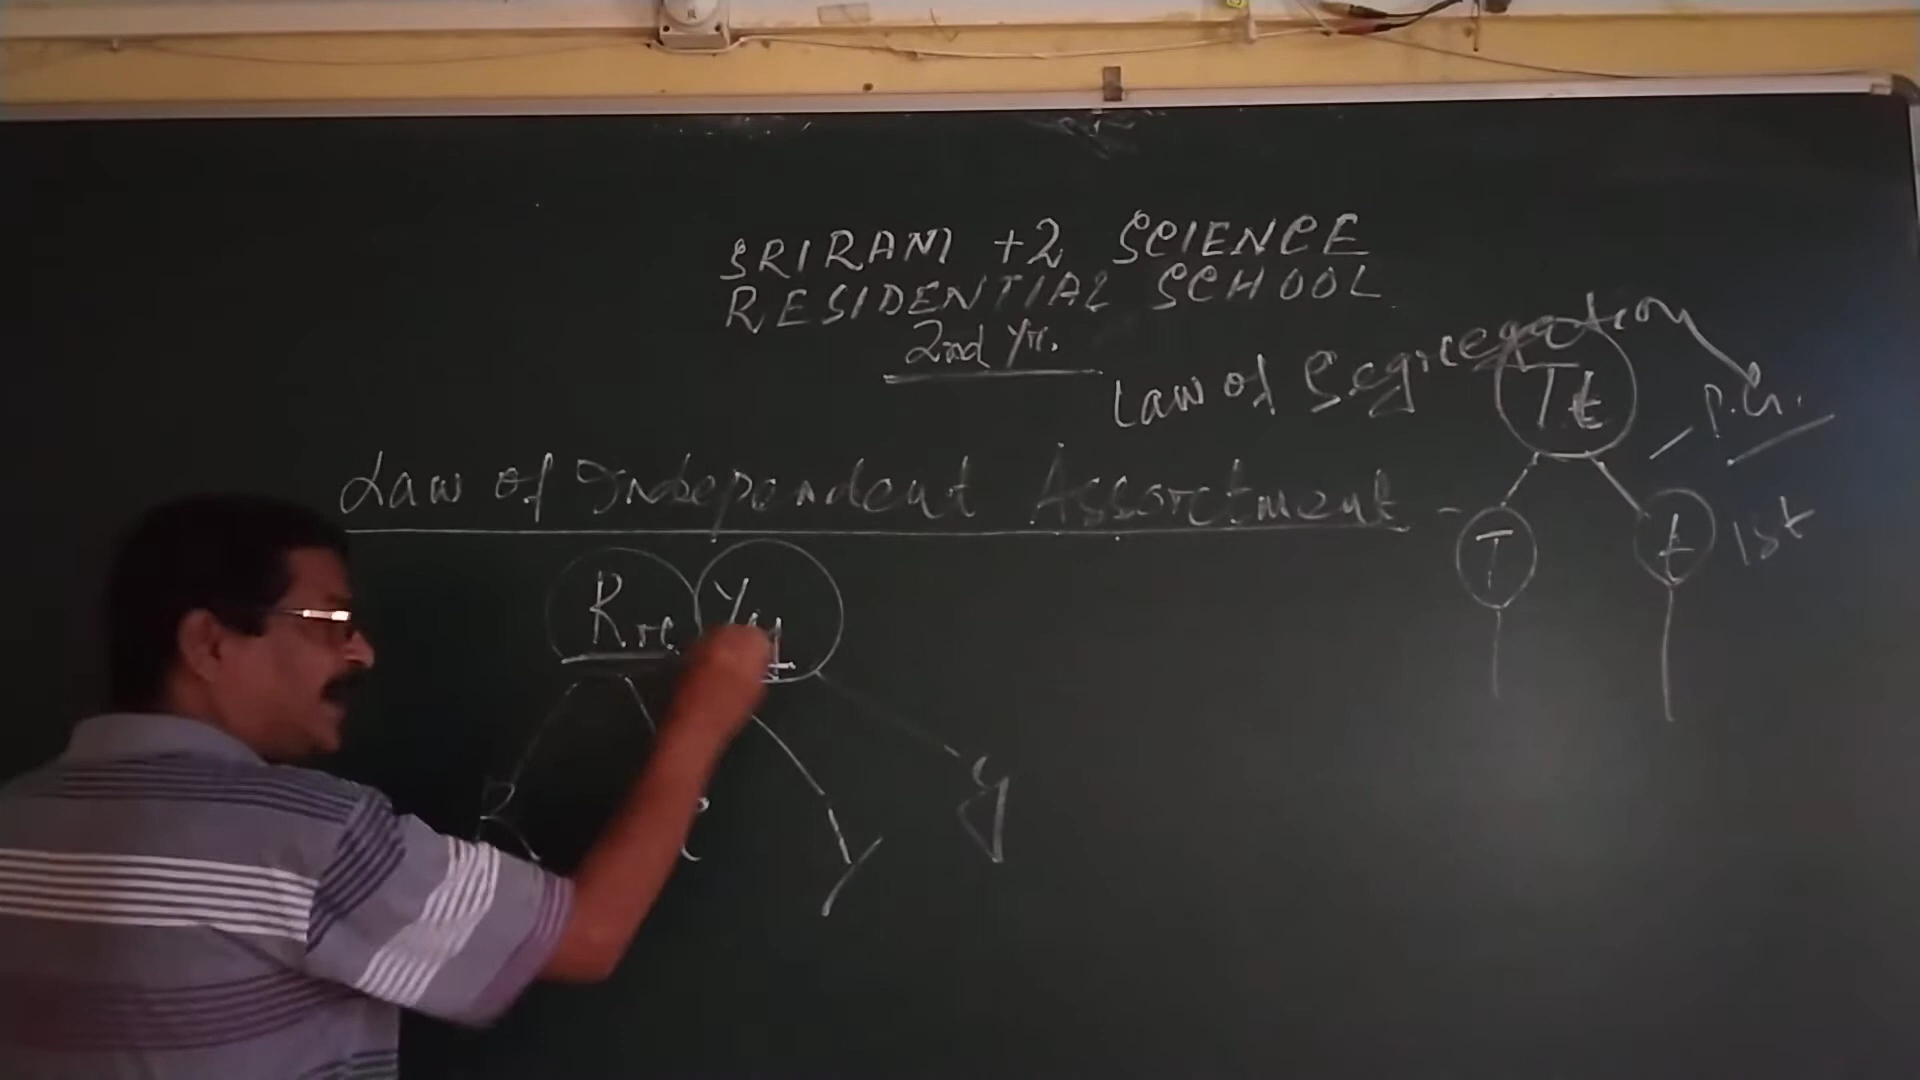 SRIRAM +2 SCIENCE
RESIDENTIAL SCHOOL
2nd Yr.
Law of Segregation
Tt
P.G.
Law of Independent Assortment
T t 1st
Rr Yy
R r Y y